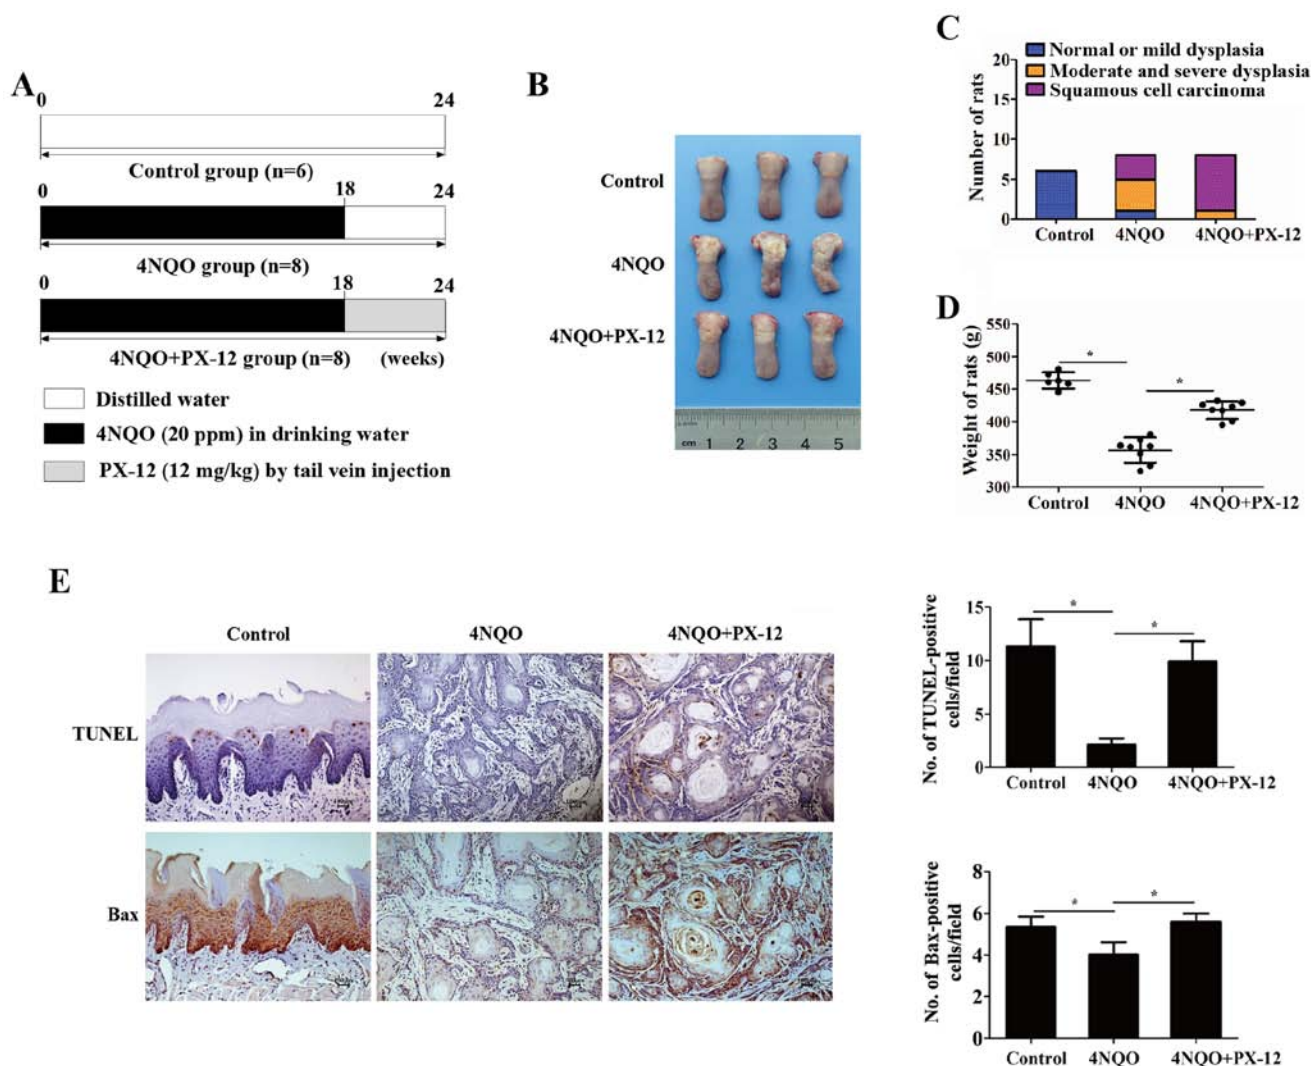 A
0 24
Control group (n=6)
0 18 24
4NQO group (n=8)
0 18 24
4NQO+PX-12 group (n=8) (weeks)
Distilled water
4NQO (20 ppm) in drinking water
PX-12 (12 mg/kg) by tail vein injection
B
Control
4NQO
4NQO+PX-12
cm 1 2 3 4 5
C
Normal or mild dysplasia
Moderate and severe dysplasia
Squamous cell carcinoma
Number of rats
20
15
10
5
0
Control 4NQO 4NQO+PX-12
D
Weight of rats (g)
550
500
450
400
350
300
* *
Control 4NQO 4NQO+PX-12
E
Control 4NQO 4NQO+PX-12
TUNEL
Bax
No. of TUNEL-positive
cells/field
15
10
5
0
* *
Control 4NQO 4NQO+PX-12
No. of Bax-positive
cells/field
8
6
4
2
0
* *
Control 4NQO 4NQO+PX-12